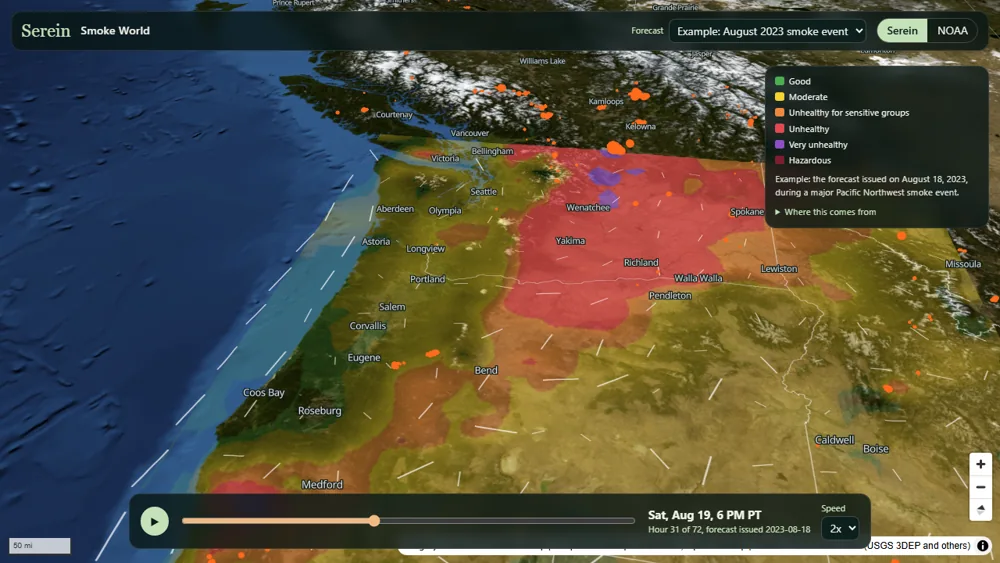 Prince Rupert
Grande Prairie
Serein
Smoke World
Forecast
Example: August 2023 smoke event
Serein
NOAA
Jasper
Edmonton
Williams Lake
Good
Moderate
Unhealthy for sensitive groups
Unhealthy
Very unhealthy
Hazardous
Example: the forecast issued on August 18, 2023,
during a major Pacific Northwest smoke event.
▶ Where this comes from
Kamloops
Courtenay
Kelowna
Vancouver
Bellingham
Victoria
Seattle
Aberdeen
Olympia
Wenatchee
Spokane
Astoria
Longview
Yakima
Richland
Missoula
Lewiston
Portland
Walla Walla
Pendleton
Salem
Corvallis
Eugene
Bend
Coos Bay
Roseburg
Caldwell
Boise
Medford
Sat, Aug 19, 6 PM PT
Hour 31 of 72, forecast issued 2023-08-18
Speed
2x
50 mi
(USGS 3DEP and others)